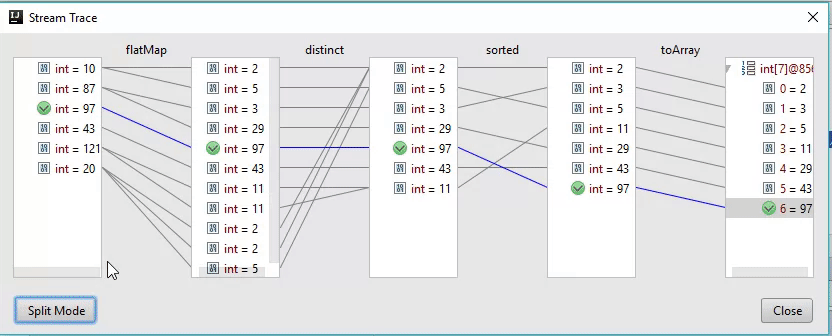 Stream Trace
flatMap distinct sorted toArray
int = 10
int = 87
int = 97
int = 43
int = 121
int = 20
int = 2
int = 5
int = 3
int = 29
int = 97
int = 43
int = 11
int = 11
int = 2
int = 2
int = 5
int = 2
int = 5
int = 3
int = 29
int = 97
int = 43
int = 11
int = 2
int = 3
int = 5
int = 11
int = 29
int = 43
int = 97
int[7]@856
0 = 2
1 = 3
2 = 5
3 = 11
4 = 29
5 = 43
6 = 97
Split Mode
Close